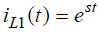 i_{L1}(t) = e^{st}